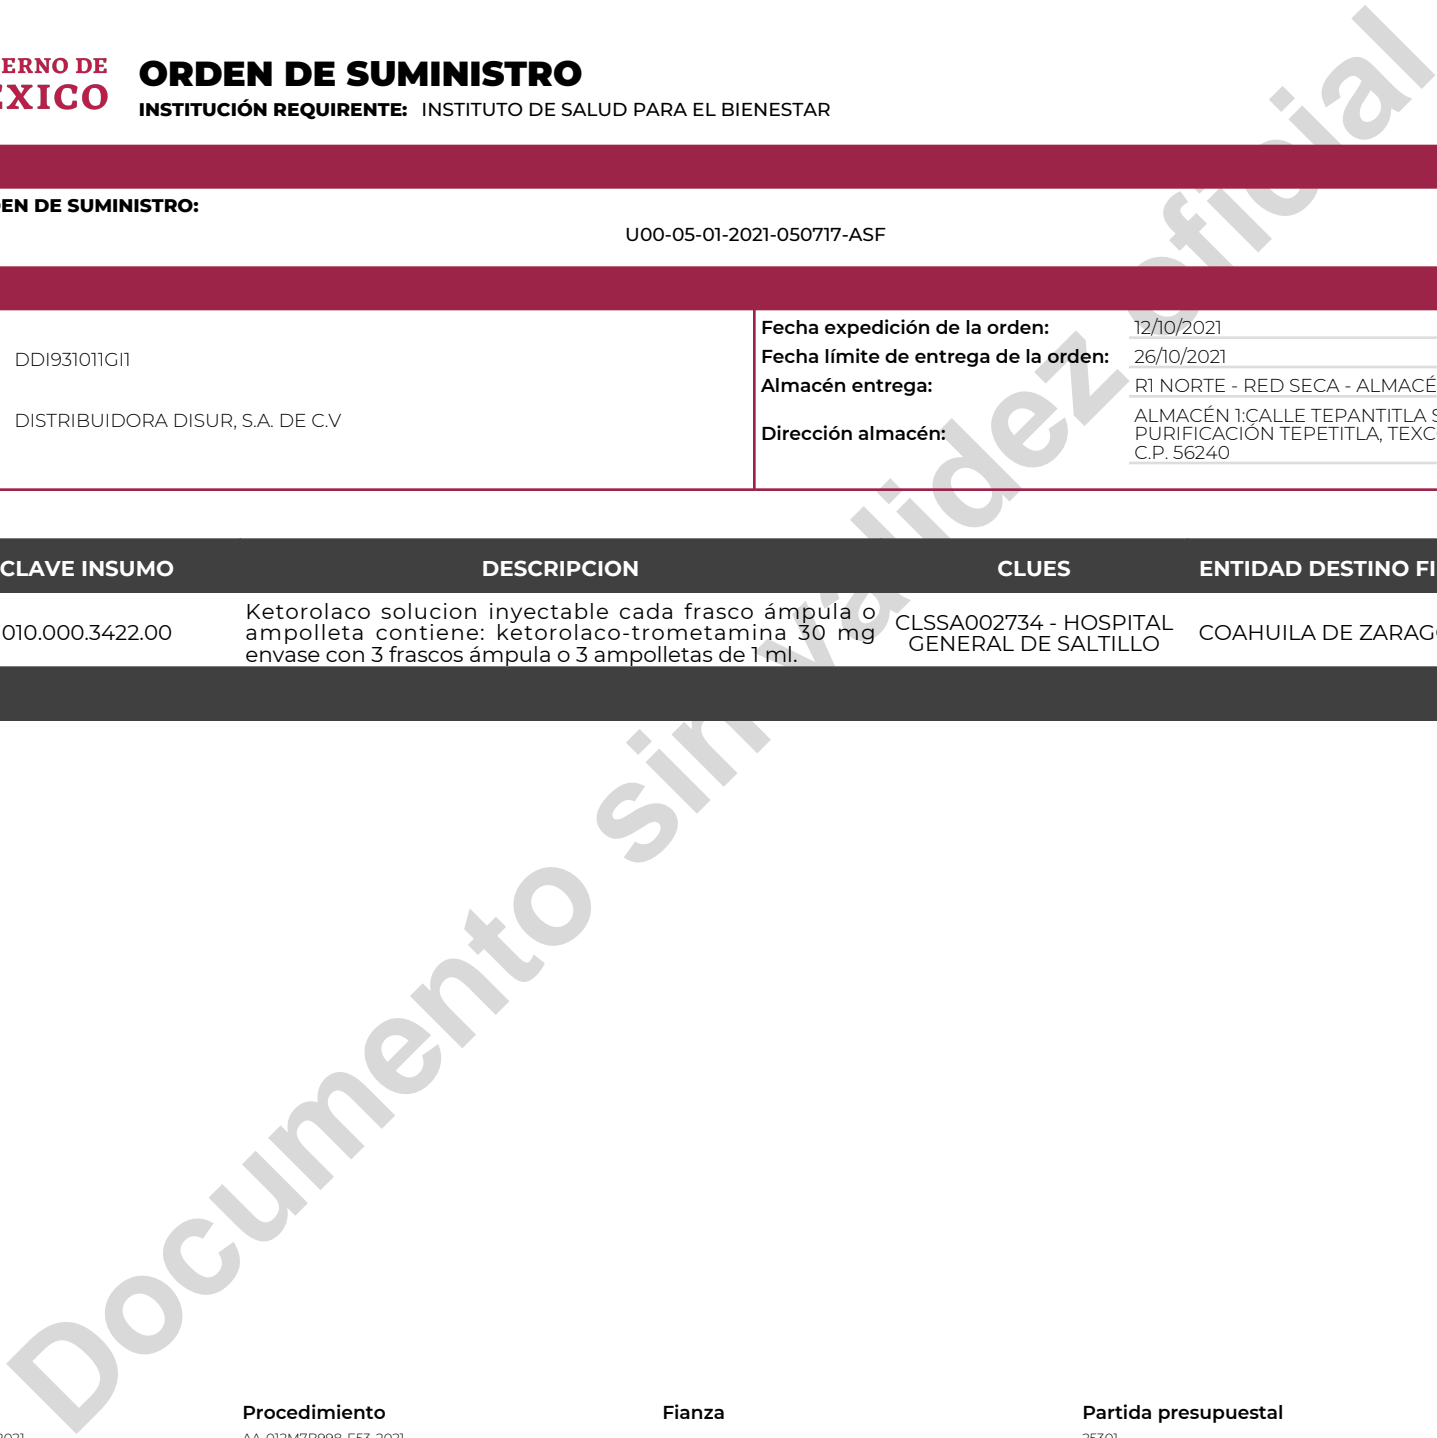 ERNO DE
ORDEN DE SUMINISTRO
INSTITUCIÓN REQUIRENTE: INSTITUTO DE SALUD PARA EL BIENESTAR
EN DE SUMINISTRO:
U00-05-01-2021-050717-ASF
DDI931011GI1
DISTRIBUIDORA DISUR, S.A. DE C.V
Fecha expedición de la orden: 12/10/2021
Fecha límite de entrega de la orden: 26/10/2021
Almacén entrega: R1 NORTE - RED SECA - ALMACÉ
Dirección almacén: ALMACÉN 1:CALLE TEPANTITLA S
PURIFICACIÓN TEPETITLA, TEXC
C.P. 56240
CLAVE INSUMO DESCRIPCION CLUES ENTIDAD DESTINO FI
010.000.3422.00
Ketorolaco solucion inyectable cada frasco ámpula o
ampolleta contiene: ketorolaco-trometamina 30 mg
envase con 3 frascos ámpula o 3 ampolletas de 1 ml.
CLSSA002734 - HOSPITAL
GENERAL DE SALTILLO
COAHUILA DE ZARAG
Documento sin validez oficial
Procedimiento Fianza Partida presupuestal